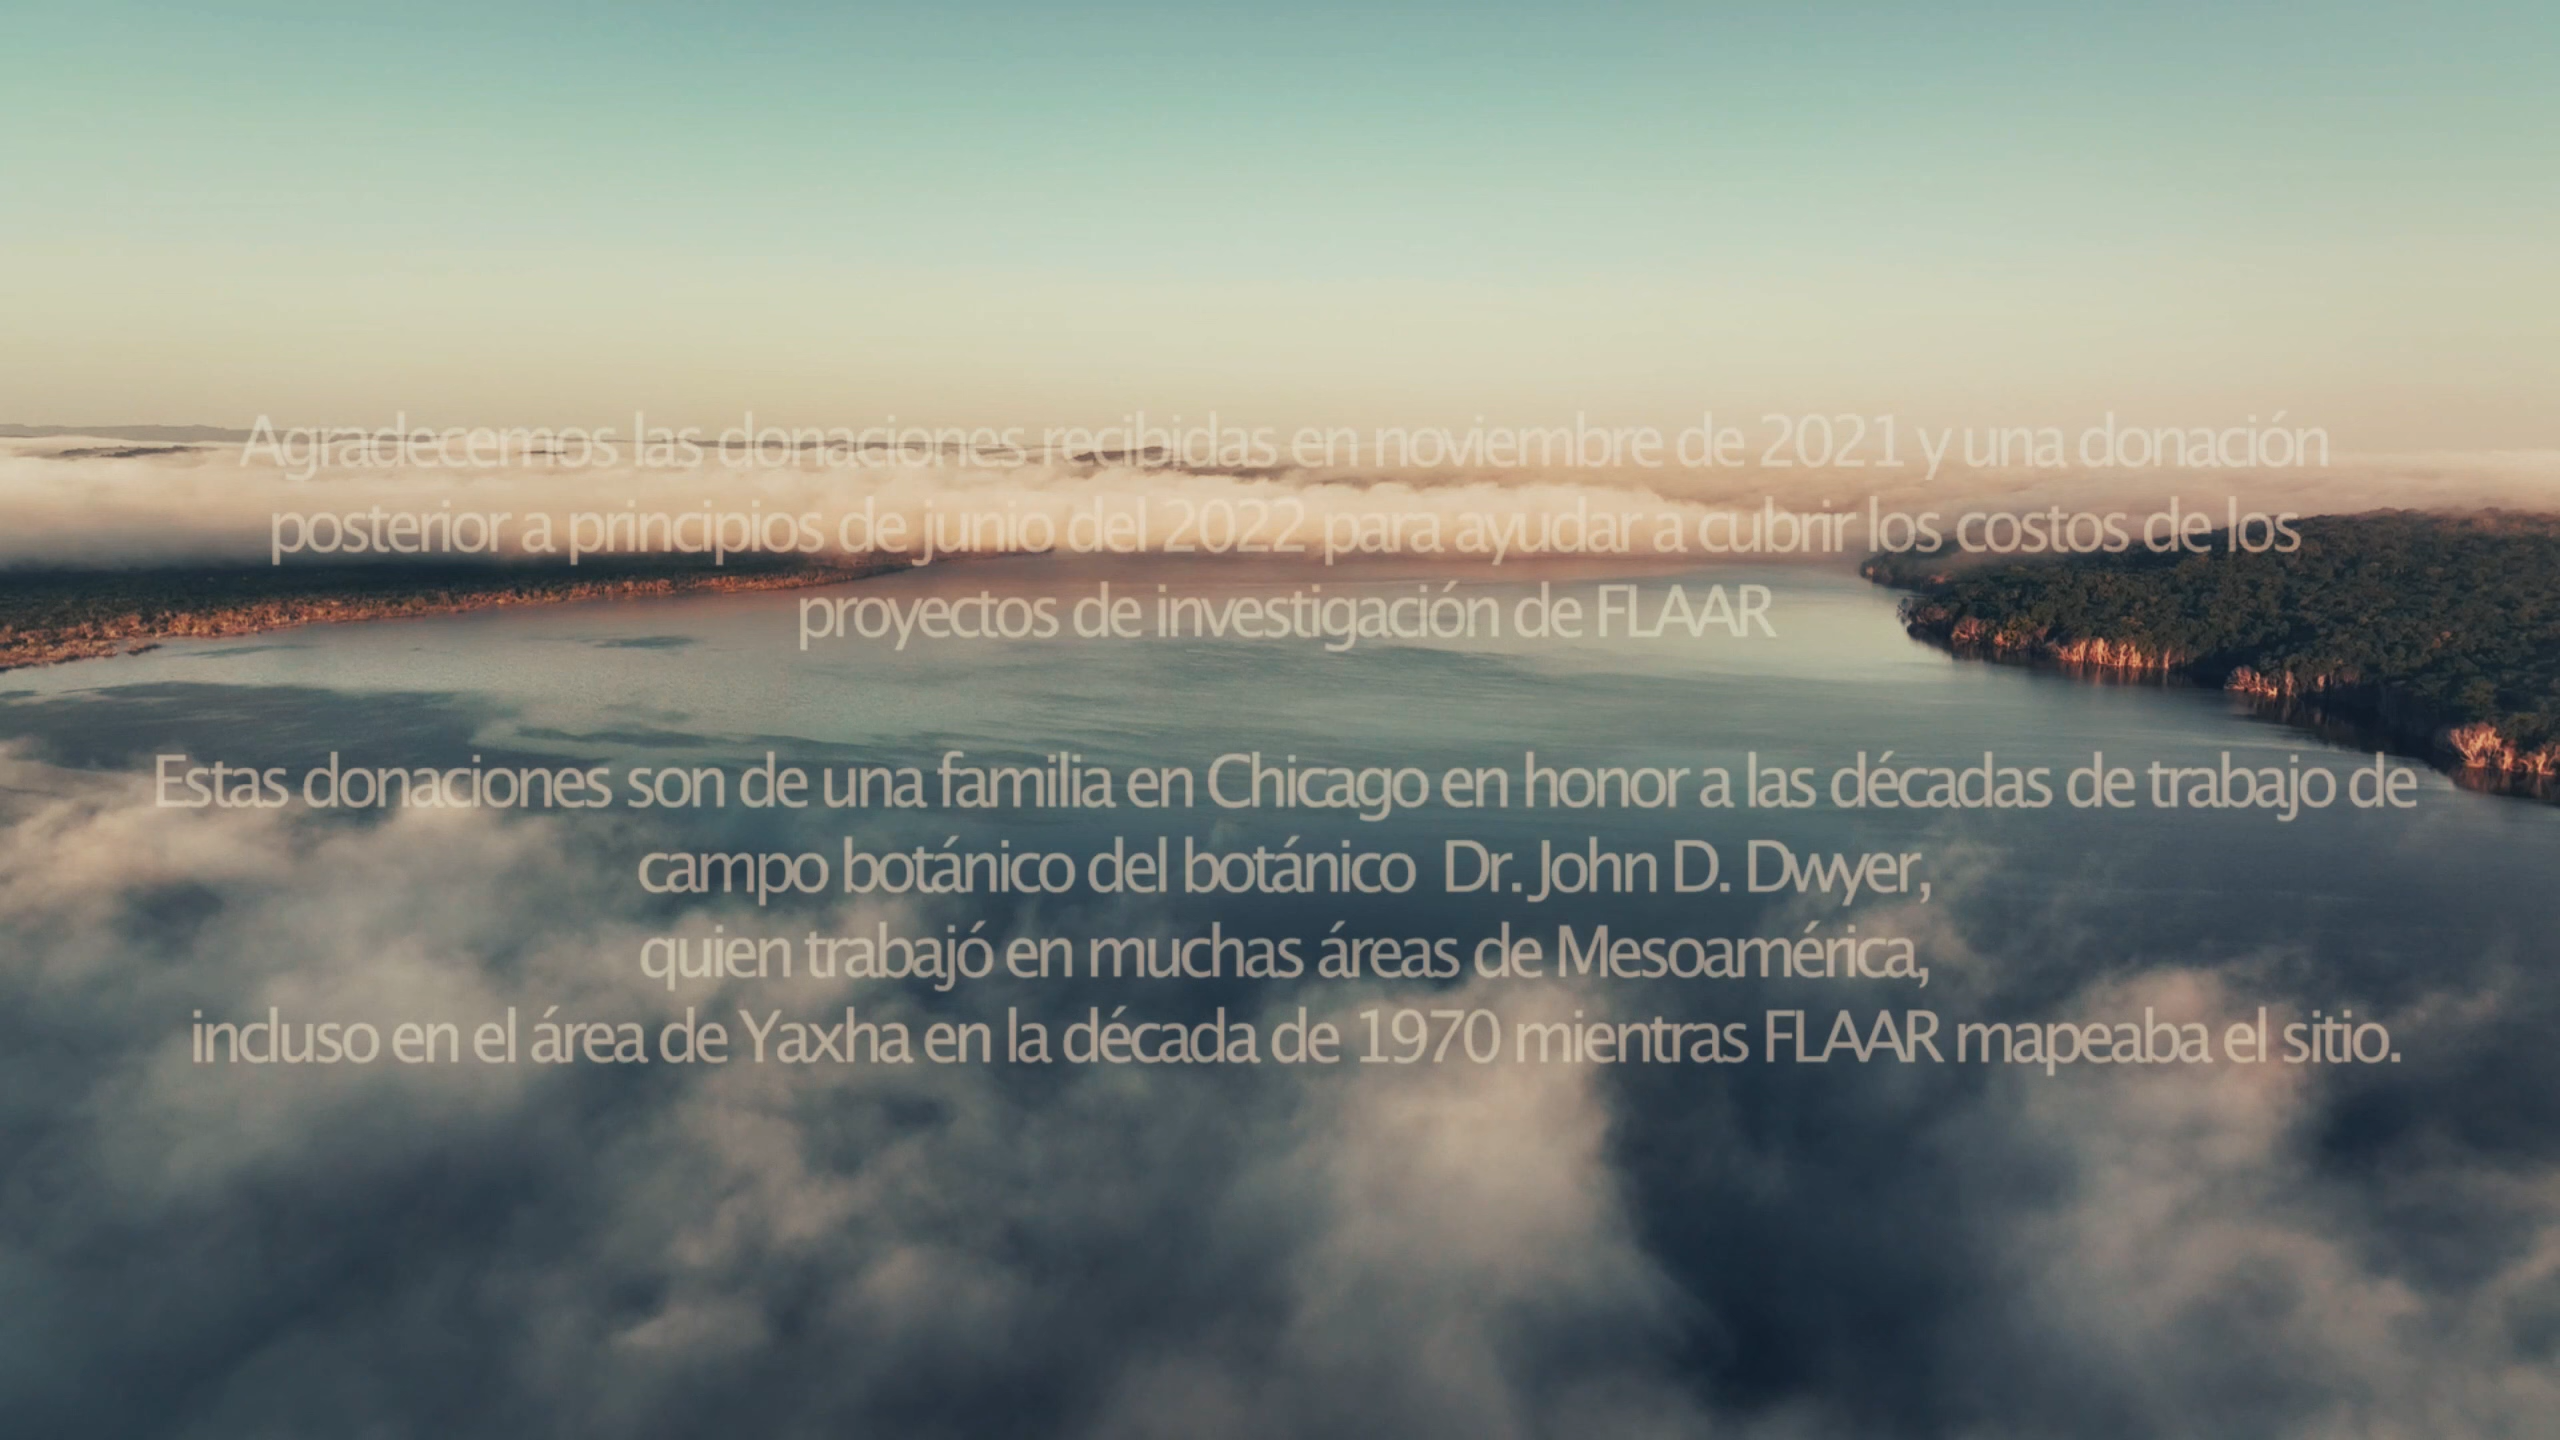 Agradecemos las donaciones recibidas en noviembre de 2021 y una donación
posterior a principios de junio del 2022 para ayudar a cubrir los costos de los
proyectos de investigación de FLAAR
Estas donaciones son de una familia en Chicago en honor a las décadas de trabajo de
campo botánico del botánico Dr. John D. Dwyer,
quien trabajó en muchas áreas de Mesoamérica,
incluso en el área de Yaxha en la década de 1970 mientras FLAAR mapeaba el sitio.